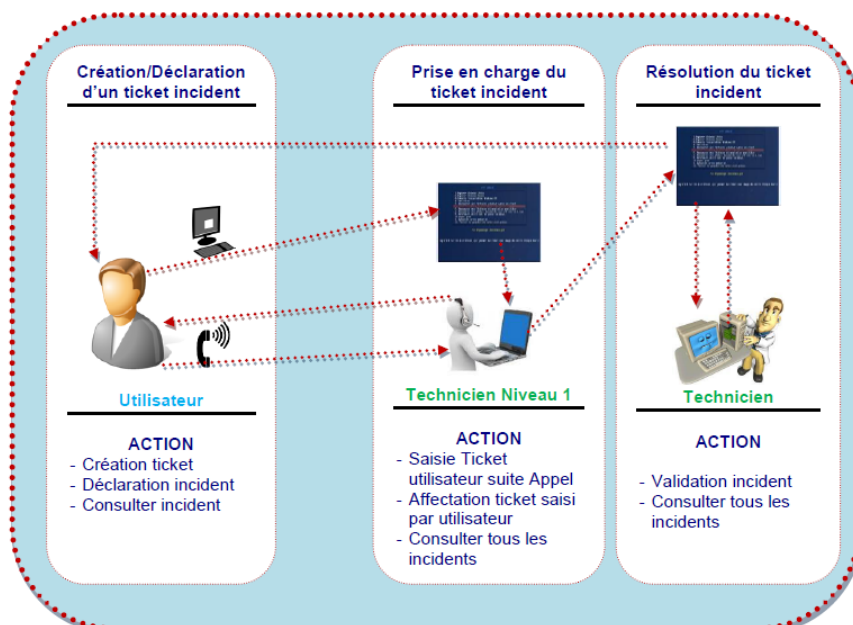 Création/Déclaration
d'un ticket incident
Prise en charge du
ticket incident
Résolution du ticket
incident
Utilisateur
ACTION
- Création ticket
- Déclaration incident
- Consulter incident
Technicien Niveau 1
ACTION
- Saisie Ticket
utilisateur suite Appel
- Affectation ticket saisi
par utilisateur
- Consulter tous les
incidents
Technicien
ACTION
- Validation incident
- Consulter tous les
incidents